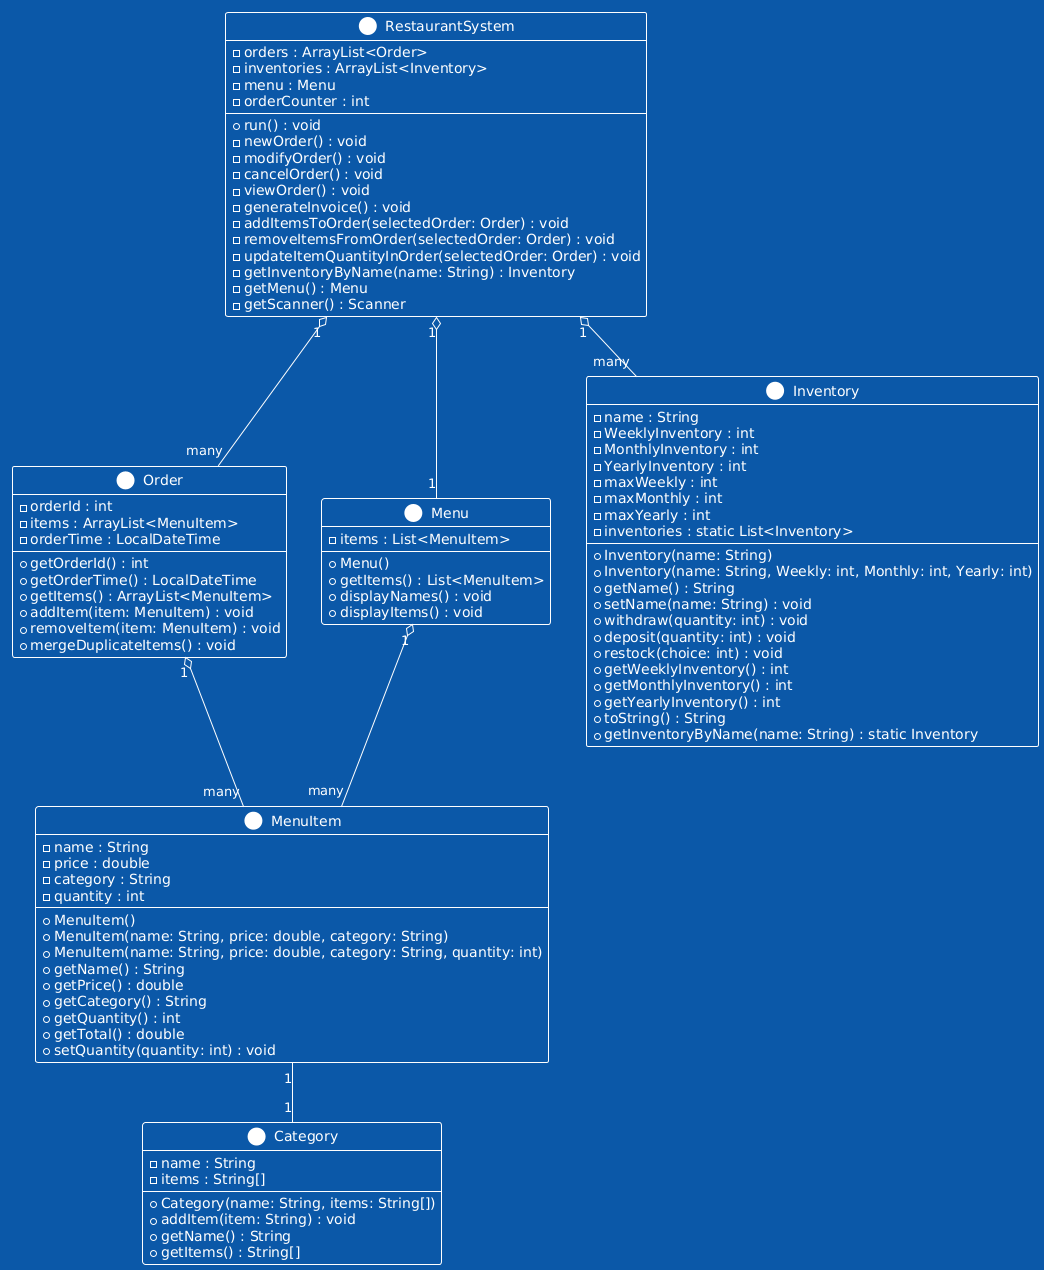 RestaurantSystem
orders : ArrayList<Order>
inventories : ArrayList<Inventory>
menu : Menu
orderCounter : int
run() : void
newOrder() : void
modifyOrder() : void
cancelOrder() : void
viewOrder() : void
generateInvoice() : void
addItemsToOrder(selectedOrder: Order) : void
removeItemsFromOrder(selectedOrder: Order) : void
updateItemQuantityInOrder(selectedOrder: Order) : void
getInventoryByName(name: String) : Inventory
getMenu() : Menu
getScanner() : Scanner
1
1
1
many
many
1
Inventory
name : String
WeeklyInventory : int
MonthlyInventory : int
YearlyInventory : int
maxWeekly : int
maxMonthly : int
maxYearly : int
inventories : static List<Inventory>
Inventory(name: String)
Inventory(name: String, Weekly: int, Monthly: int, Yearly: int)
getName() : String
setName(name: String) : void
withdraw(quantity: int) : void
deposit(quantity: int) : void
restock(choice: int) : void
getWeeklyInventory() : int
getMonthlyInventory() : int
getYearlyInventory() : int
toString() : String
getInventoryByName(name: String) : static Inventory
Order
orderId : int
items : ArrayList<MenuItem>
orderTime : LocalDateTime
getOrderId() : int
getOrderTime() : LocalDateTime
getItems() : ArrayList<MenuItem>
addItem(item: MenuItem) : void
removeItem(item: MenuItem) : void
mergeDuplicateItems() : void
Menu
items : List<MenuItem>
Menu()
getItems() : List<MenuItem>
displayNames() : void
displayItems() : void
1
1
many
many
MenuItem
name : String
price : double
category : String
quantity : int
MenuItem()
MenuItem(name: String, price: double, category: String)
MenuItem(name: String, price: double, category: String, quantity: int)
getName() : String
getPrice() : double
getCategory() : String
getQuantity() : int
getTotal() : double
setQuantity(quantity: int) : void
1
1
Category
name : String
items : String[]
Category(name: String, items: String[])
addItem(item: String) : void
getName() : String
getItems() : String[]